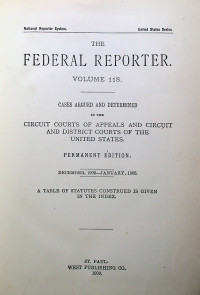 National Reporter System. United States Series.
THE
FEDERAL REPORTER.
VOLUME 118.
CASES ARGUED AND DETERMINED
IN THE
CIRCUIT COURTS OF APPEALS AND CIRCUIT
AND DISTRICT COURTS OF THE
UNITED STATES.
PERMANENT EDITION.
DECEMBER, 1902—JANUARY, 1903.
A TABLE OF STATUTES CONSTRUED IS GIVEN
IN THE INDEX.
ST. PAUL:
WEST PUBLISHING CO.
1903.